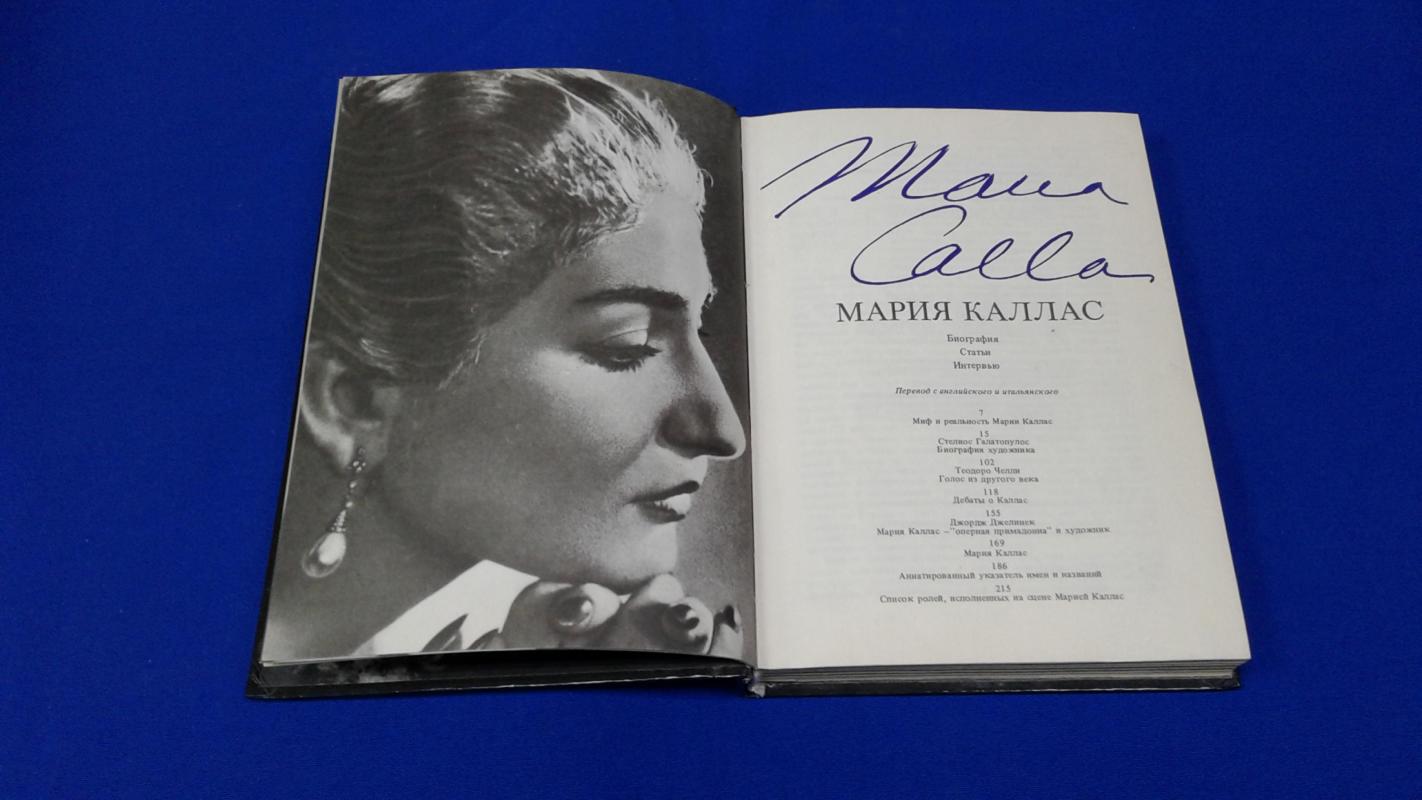 Maria
Callas
МАРИЯ КАЛЛАС
Биография
Статьи
Интервью
Перевод с английского и итальянского
7
Миф и реальность Марии Каллас
15
Стелиос Галатопулос
Биография художника
102
Теодоро Челли
Голос из другого века
118
Дебаты о Каллас
155
Джордж Джелинек
Мария Каллас –"оперная примадонна" и художник
169
Мария Каллас
186
Аннатированный указатель имен и названий
215
Список ролей, исполненных на сцене Марией Каллас